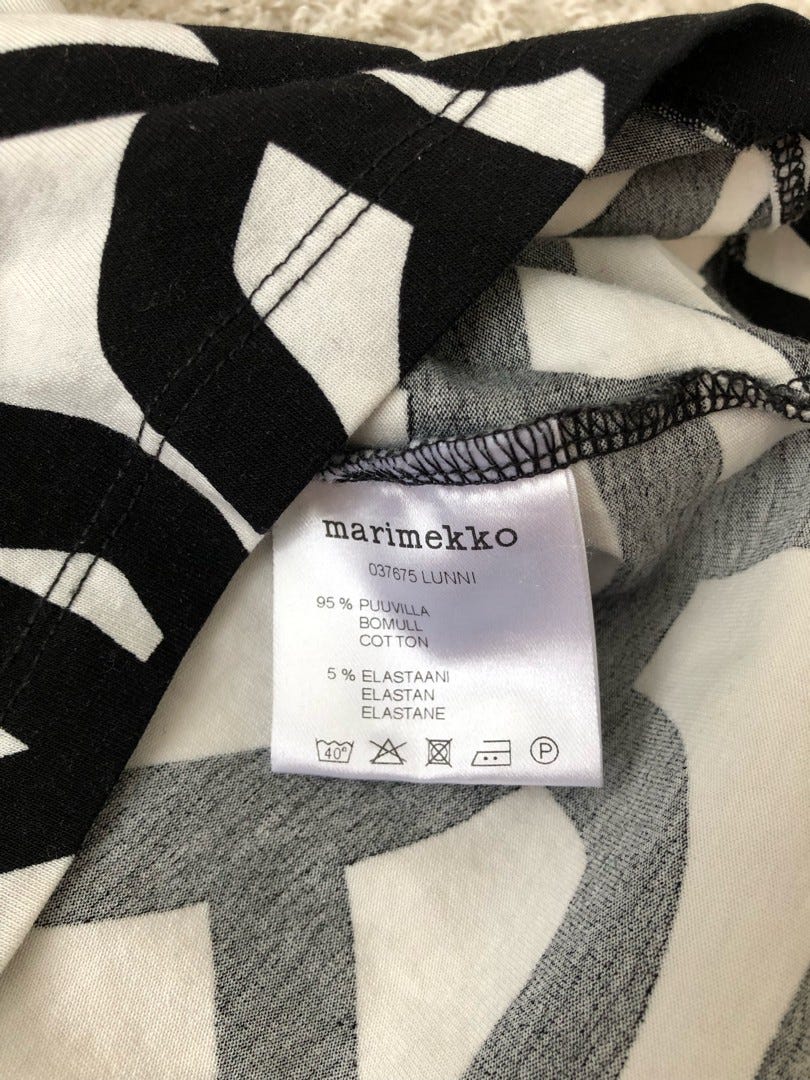 marimekko
037675 LUNNI
95 % PUUVILLA
BOMULL
COTTON
5 % ELASTAANI
ELASTAN
ELASTANE
40° P